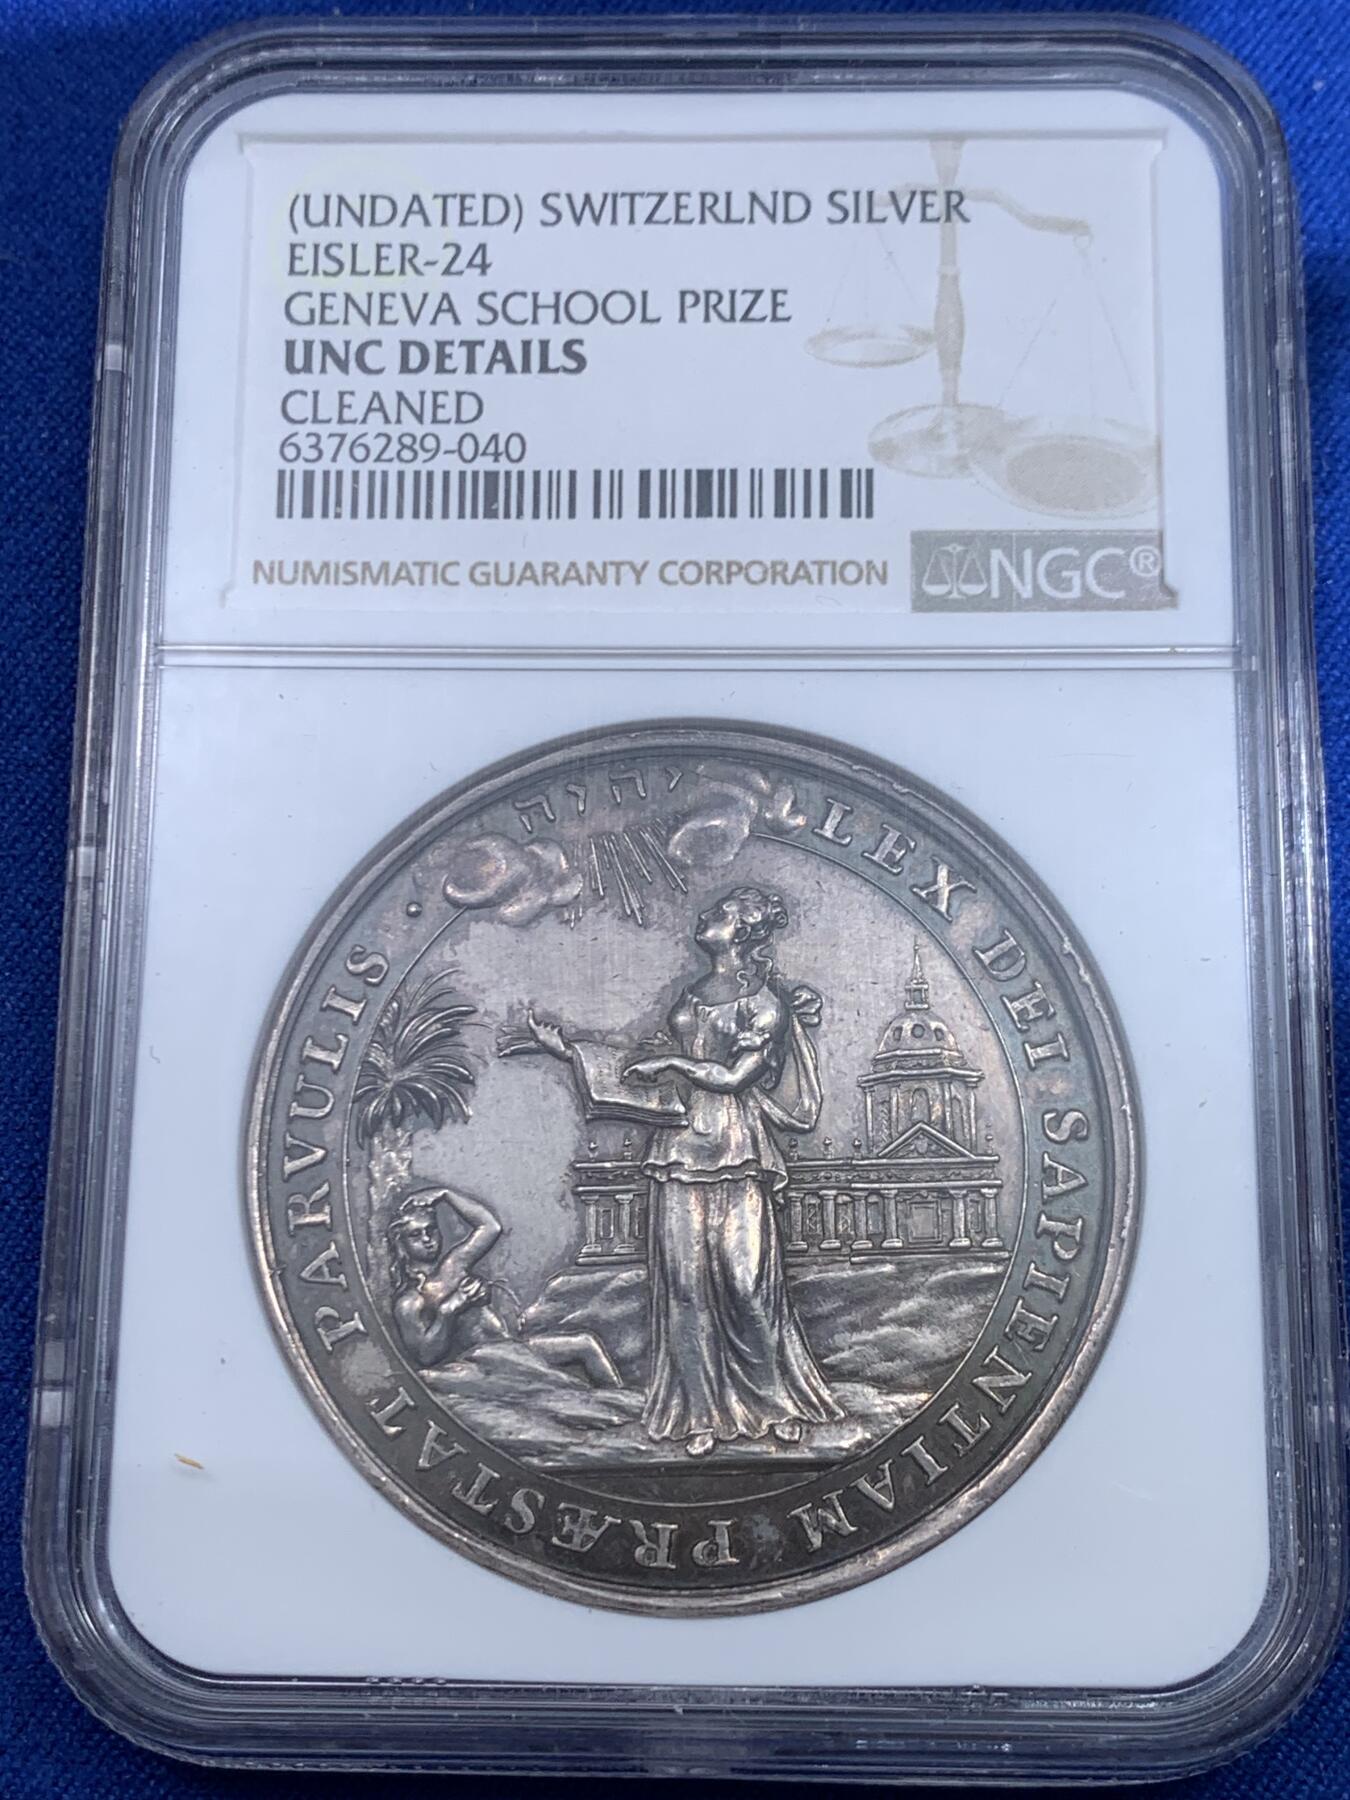 (UNDATED) SWITZERLND SILVER
EISLER-24
GENEVA SCHOOL PRIZE
UNC DETAILS
CLEANED
6376289-040
NUMISMATIC GUARANTY CORPORATION
NGC®
יהוה
LEX DEI SAPIENTIAM PRÆSTAT PARVULIS ·